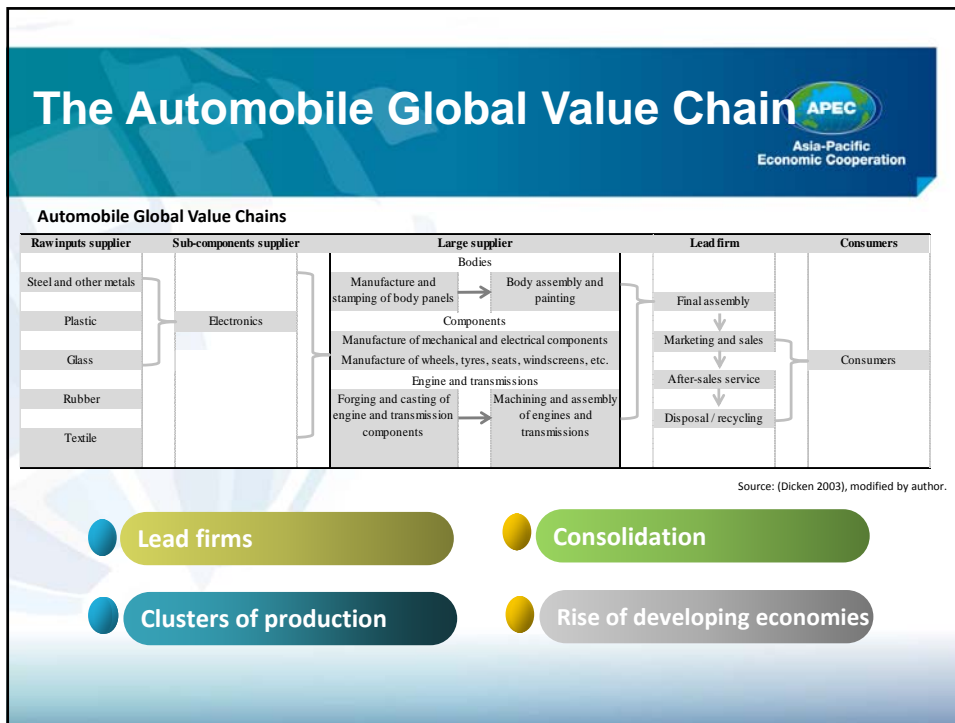 The Automobile Global Value Chain
APEC
Asia-Pacific
Economic Cooperation
Automobile Global Value Chains
Raw inputs supplier
Sub-components supplier
Large supplier
Lead firm
Consumers
Steel and other metals
Plastic
Glass
Rubber
Textile
Electronics
Bodies
Manufacture and
stamping of body panels
Body assembly and
painting
Components
Manufacture of mechanical and electrical components
Manufacture of wheels, tyres, seats, windscreens, etc.
Engine and transmissions
Forging and casting of
engine and transmission
components
Machining and assembly
of engines and
transmissions
Final assembly
Marketing and sales
After-sales service
Disposal / recycling
Consumers
Source: (Dicken 2003), modified by author.
Lead firms
Consolidation
Clusters of production
Rise of developing economies